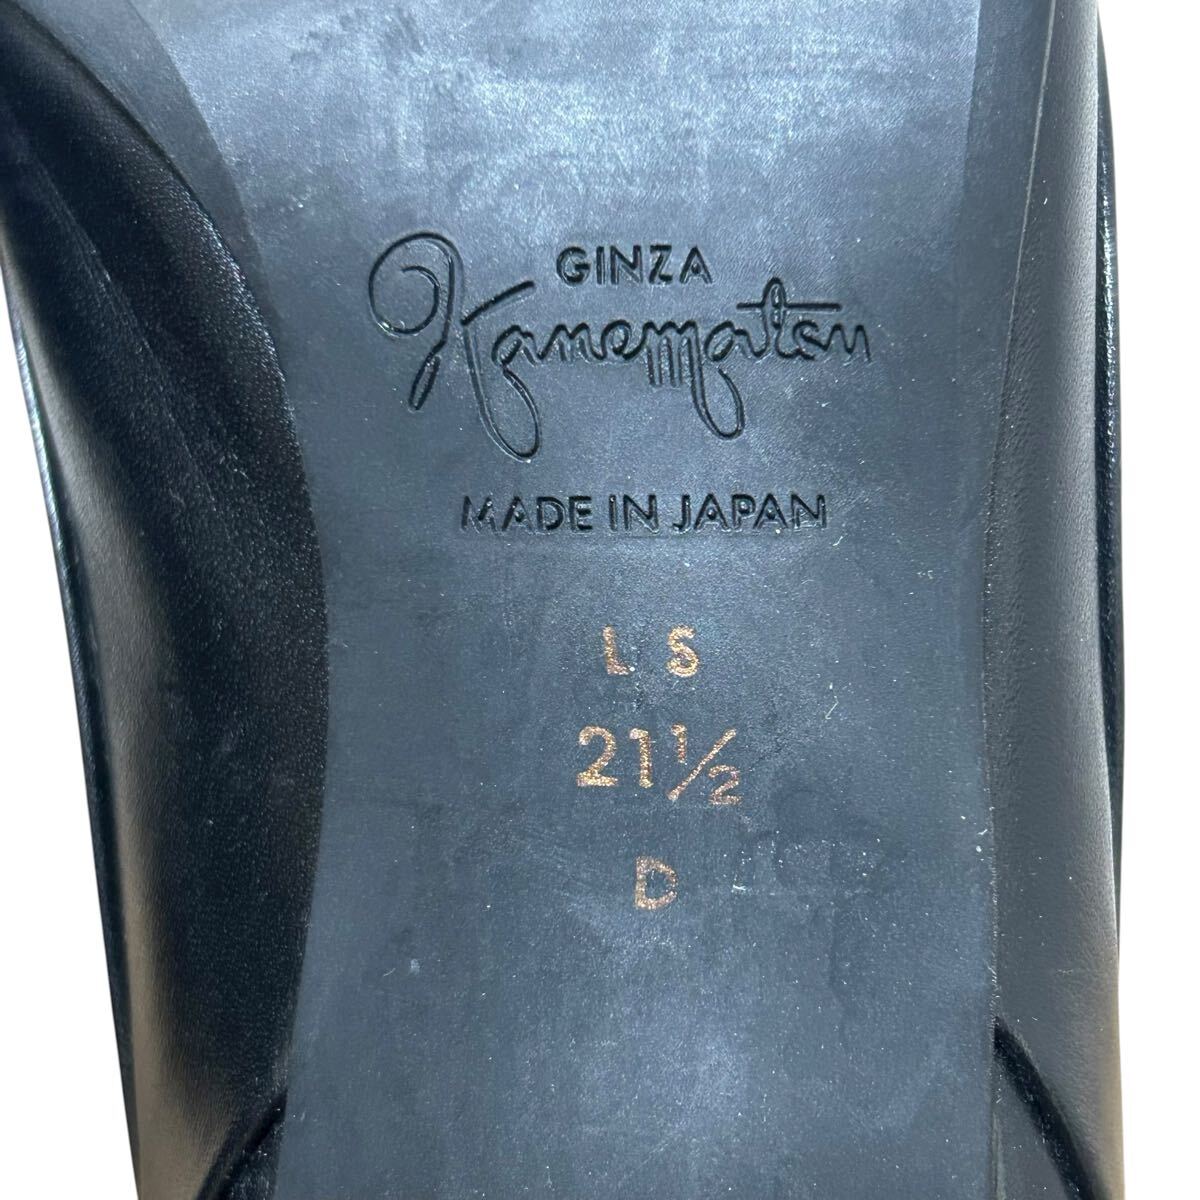 GINZA
Kanematsu
MADE IN JAPAN
L S
21½
D